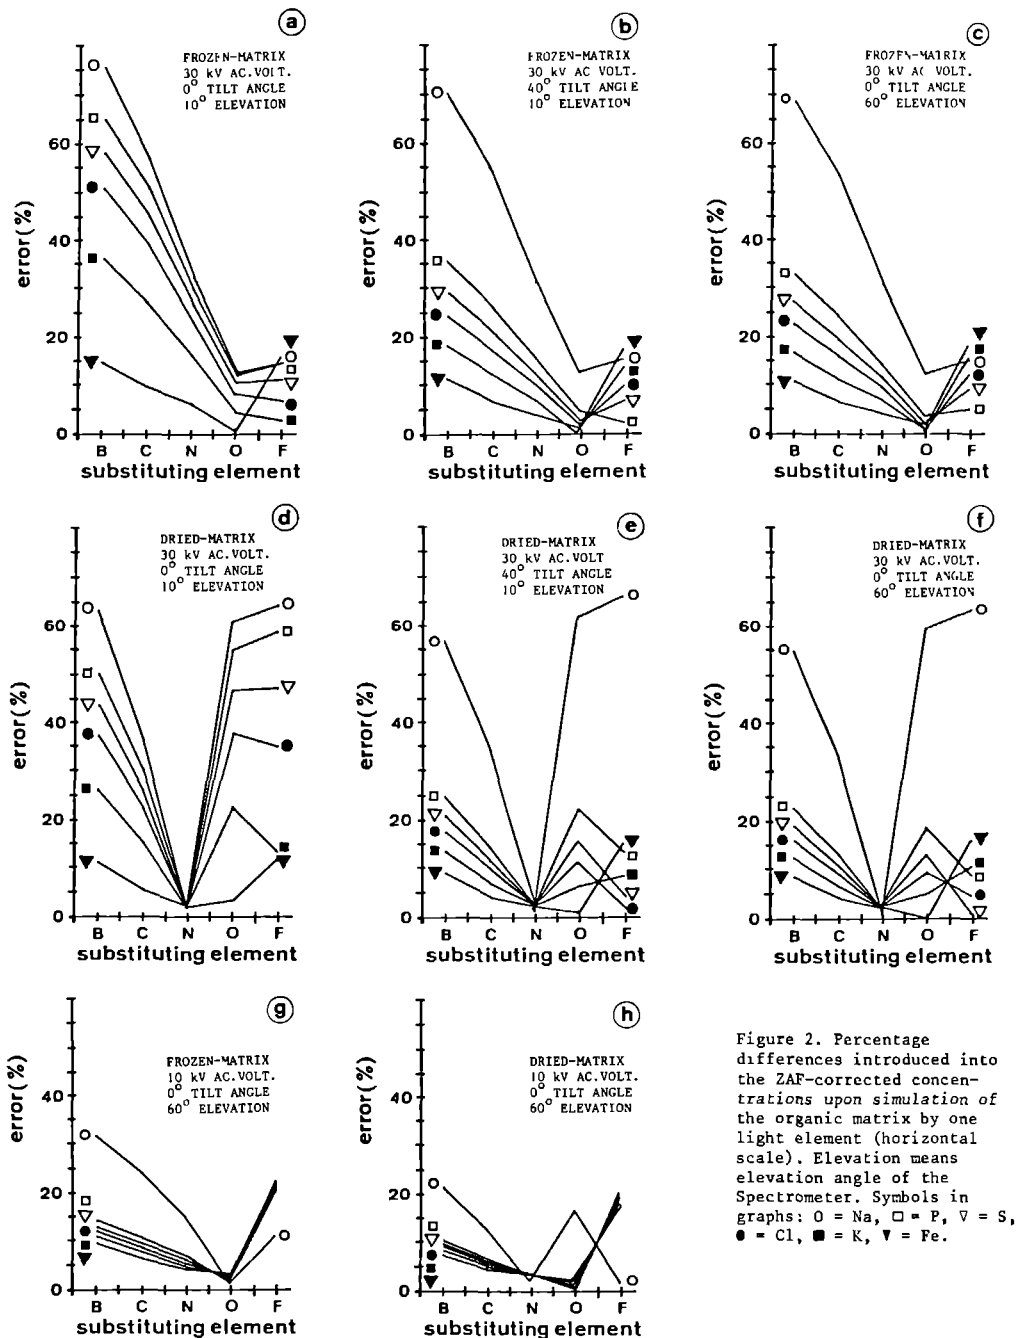 a
FROZEN-MATRIX
30 kV AC.VOLT.
0° TILT ANGLE
10° ELEVATION
60
40
20
0
error(%)
B C N O F
substituting element
b
FROZEN-MATRIX
30 kV AC VOLT.
40° TILT ANGLE
10° ELEVATION
60
40
20
0
error(%)
B C N O F
substituting element
c
FROZEN-MATRIX
30 kV AC VOLT.
0° TILT ANGLE
60° ELEVATION
60
40
20
0
error(%)
B C N O F
substituting element
d
DRIED-MATRIX
30 kV AC.VOLT.
0° TILT ANGLE
10° ELEVATION
60
40
20
0
error(%)
B C N O F
substituting element
e
DRIED-MATRIX
30 kV AC.VOLT
40° TILT ANGLE
10° ELEVATION
60
40
20
0
error(%)
B C N O F
substituting element
f
DRIED-MATRIX
30 kV AC.VOLT.
0° TILT ANGLE
60° ELEVATION
60
40
20
0
error(%)
B C N O F
substituting element
g
FROZEN-MATRIX
10 kV AC.VOLT.
0° TILT ANGLE
60° ELEVATION
40
20
0
error(%)
B C N O F
substituting element
h
DRIED-MATRIX
10 kV AC.VOLT.
0° TILT ANGLE
60° ELEVATION
40
20
0
error(%)
B C N O F
substituting element
Figure 2. Percentage
differences introduced into
the ZAF-corrected concen-
trations upon simulation of
the organic matrix by one
light element (horizontal
scale). Elevation means
elevation angle of the
Spectrometer. Symbols in
graphs: O = Na, □ = P, ▽ = S,
● = Cl, ■ = K, ▼ = Fe.